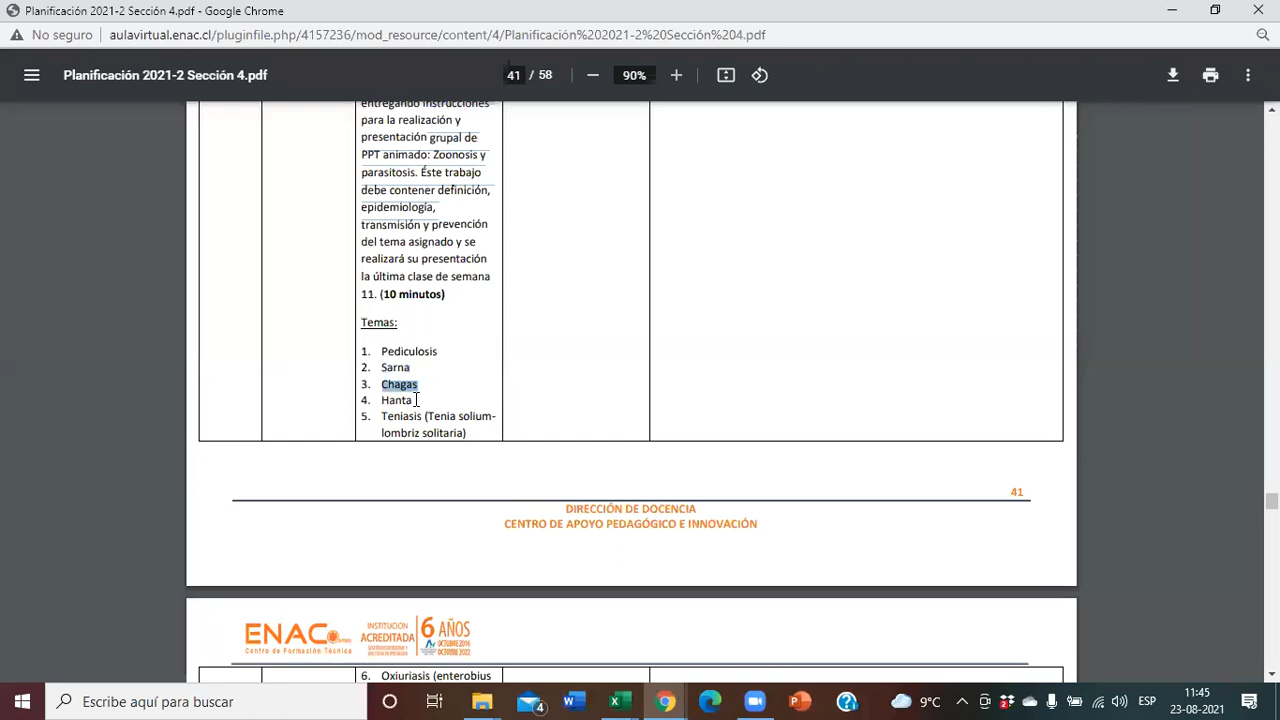 Planificación 2021-2 Sección 4.pdf - Google Chrome
No seguro
aulavirtual.enac.cl/pluginfile.php/4157236/mod_resource/content/4/Planificación%202021-2%20Sección%204.pdf
Planificación 2021-2 Sección 4.pdf
41 / 58
90%
entregando instrucciones
para la realización y
presentación grupal de
PPT animado: Zoonosis y
parasitosis. Éste trabajo
debe contener definición,
epidemiología,
transmisión y prevención
del tema asignado y se
realizará su presentación
la última clase de semana
11. (10 minutos)
Temas:
1. Pediculosis
2. Sarna
3. Chagas
4. Hanta
5. Teniasis (Tenia solium-
lombriz solitaria)
41
DIRECCIÓN DE DOCENCIA
CENTRO DE APOYO PEDAGÓGICO E INNOVACIÓN
ENAC
Centro de Formación Técnica
INSTITUCIÓN
ACREDITADA
6 AÑOS
OCTUBRE 2016
OCTUBRE 2022
6. Oxiuriasis (enterobius
Escribe aquí para buscar
4
9°C
2
ESP
11:45
23-08-2021